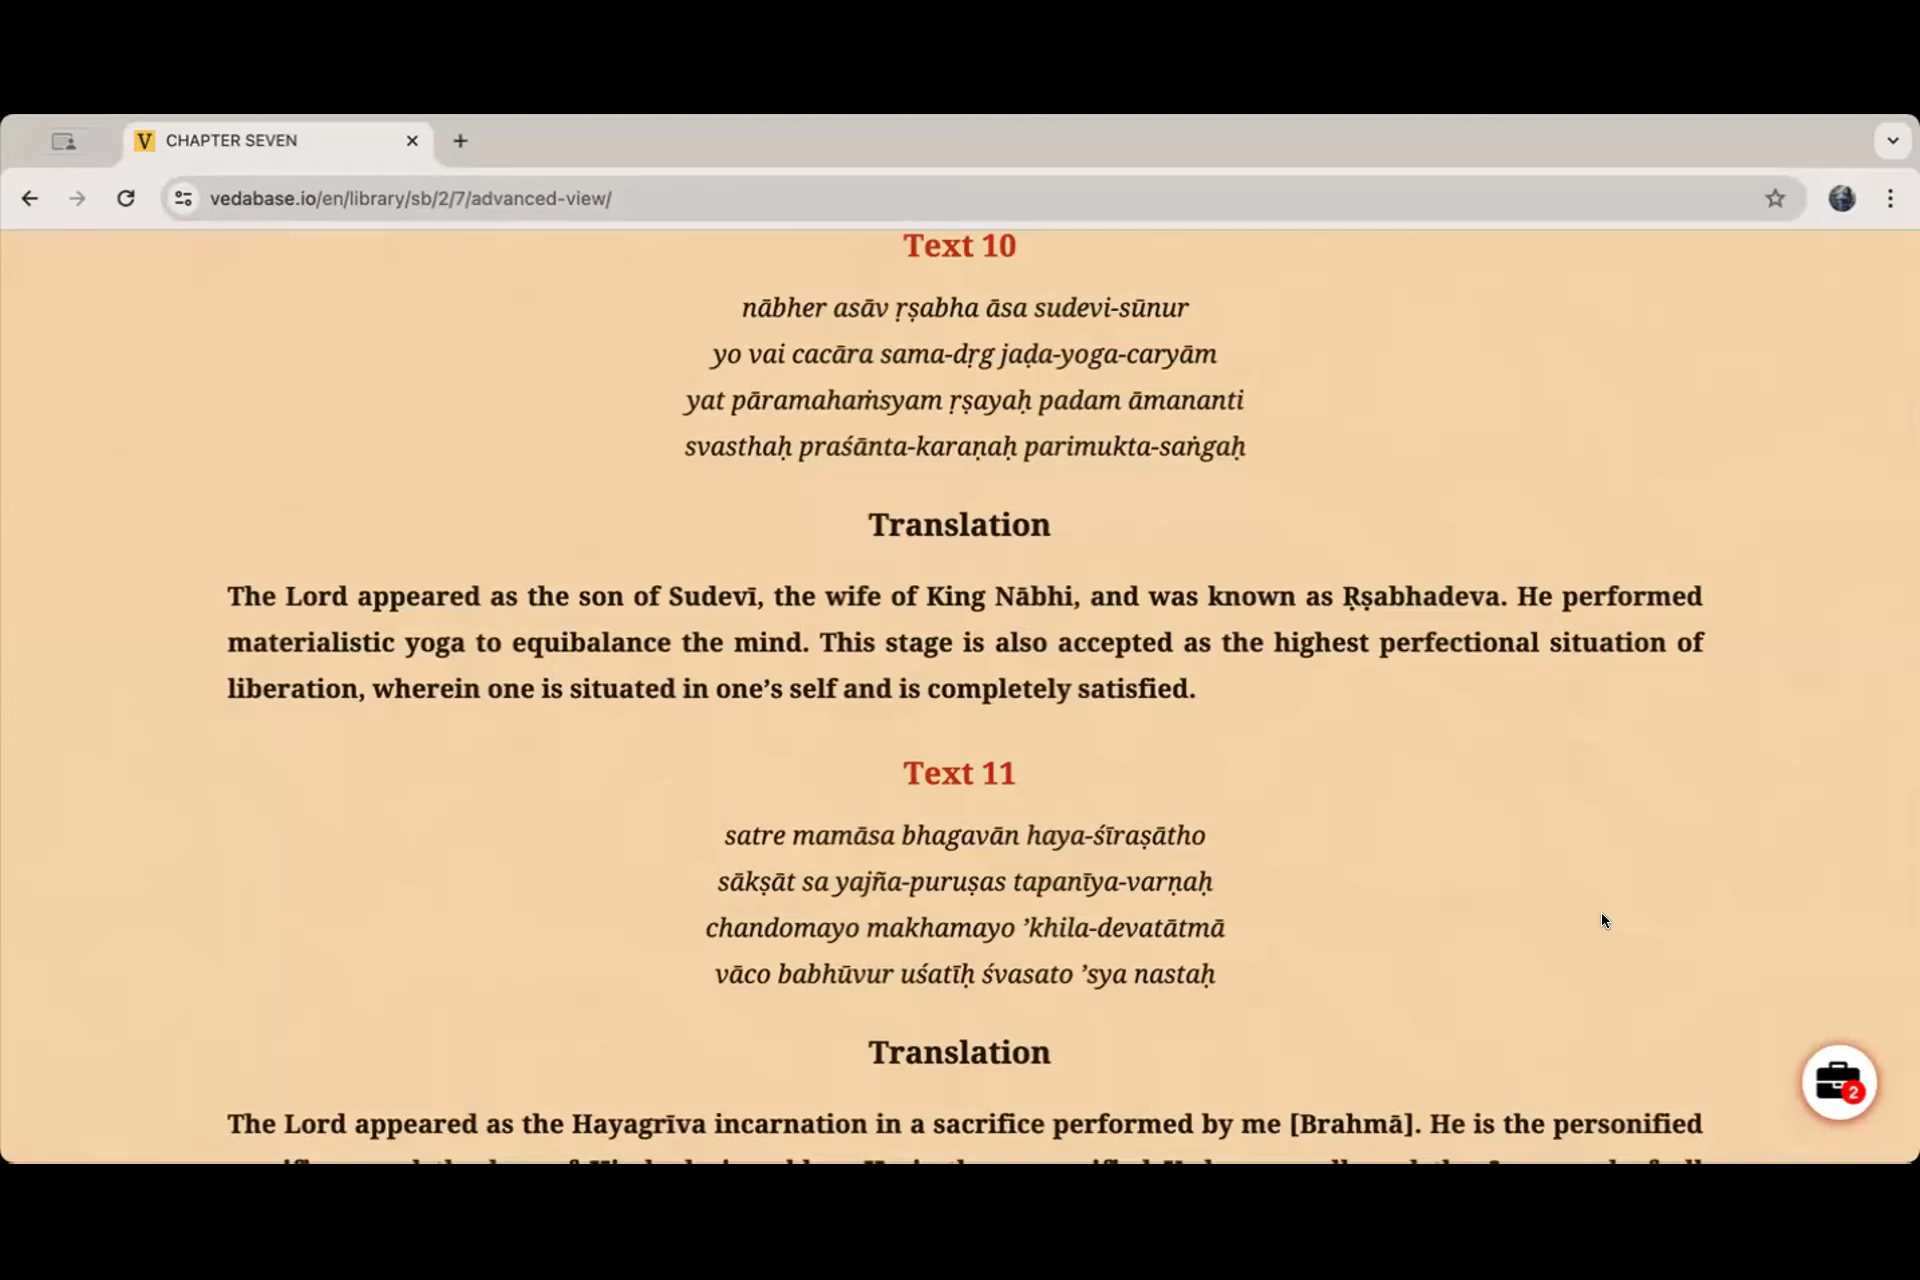 CHAPTER SEVEN
vedabase.io/en/library/sb/2/7/advanced-view/
Text 10
nābher asāv ṛṣabha āsa sudevi-sūnur
yo vai cacāra sama-dṛg jaḍa-yoga-caryām
yat pāramahaṁsyam ṛṣayaḥ padam āmananti
svasthaḥ praśānta-karaṇaḥ parimukta-saṅgaḥ
Translation
The Lord appeared as the son of Sudevī, the wife of King Nābhi, and was known as Ṛṣabhadeva. He performed
materialistic yoga to equibalance the mind. This stage is also accepted as the highest perfectional situation of
liberation, wherein one is situated in one’s self and is completely satisfied.
Text 11
satre mamāsa bhagavān haya-śīraṣātho
sākṣāt sa yajña-puruṣas tapanīya-varṇaḥ
chandomayo makhamayo ’khila-devatātmā
vāco babhūvur uśatīḥ śvasato ’sya nastaḥ
Translation
The Lord appeared as the Hayagrīva incarnation in a sacrifice performed by me [Brahmā]. He is the personified
2